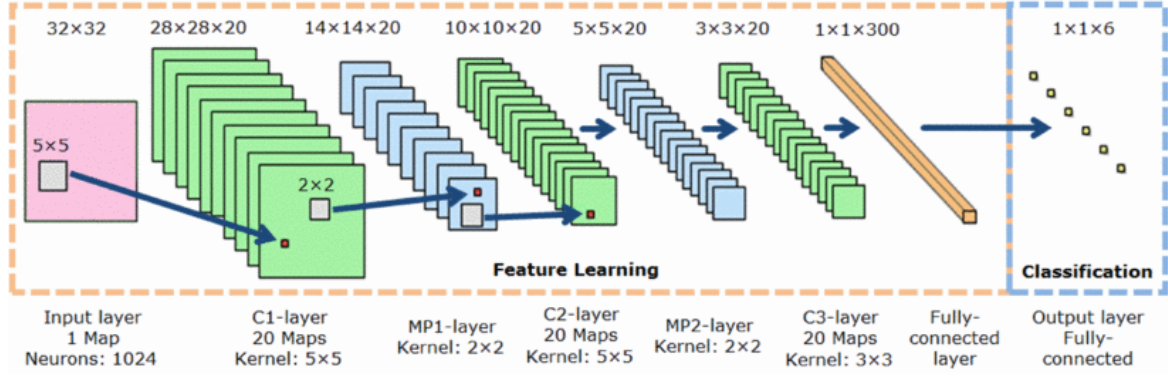 32×32
28×28×20
14×14×20
10×10×20
5×5×20
3×3×20
1×1×300
1×1×6
5×5
2×2
Feature Learning
Classification
Input layer
1 Map
Neurons: 1024
C1-layer
20 Maps
Kernel: 5×5
MP1-layer
Kernel: 2×2
C2-layer
20 Maps
Kernel: 5×5
MP2-layer
Kernel: 2×2
C3-layer
20 Maps
Kernel: 3×3
Fully-
connected
layer
Output layer
Fully-
connected